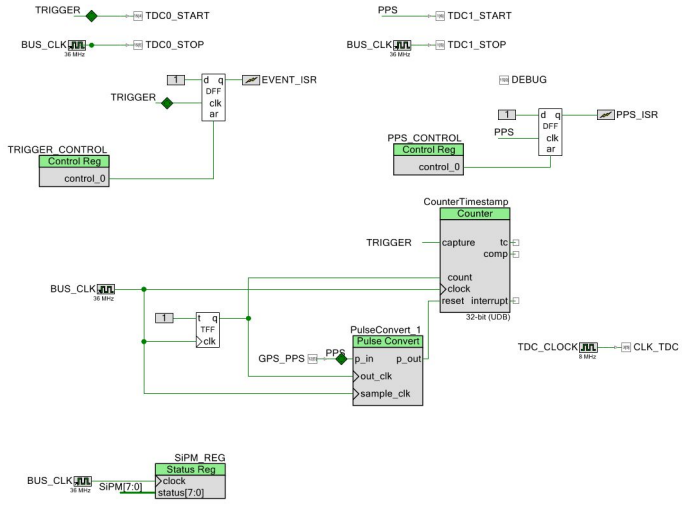 TRIGGER
TDC0_START
PPS
TDC1_START
BUS_CLK
36 MHz
TDC0_STOP
BUS_CLK
36 MHz
TDC1_STOP
1
d q
EVENT_ISR
DEBUG
DFF
TRIGGER
clk
ar
1
d q
PPS_ISR
DFF
PPS
clk
ar
TRIGGER_CONTROL
Control Reg
control_0
PPS_CONTROL
Control Reg
control_0
CounterTimestamp
Counter
TRIGGER
capture tc
comp
count
BUS_CLK
36 MHz
clock
reset interrupt
32-bit (UDB)
1
t q
TFF
clk
PulseConvert_1
Pulse Convert
GPS_PPS
PPS
p_in p_out
out_clk
sample_clk
TDC_CLOCK
8 MHz
CLK_TDC
SiPM_REG
Status Reg
BUS_CLK
36 MHz
clock
SiPM[7:0]
status[7:0]